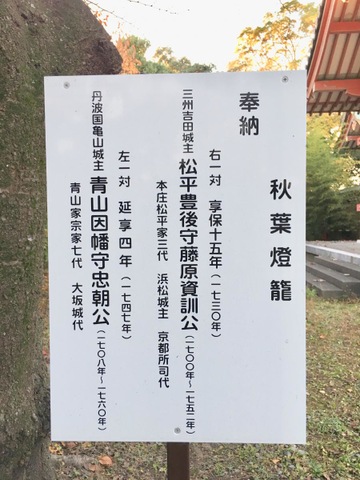 秋葉燈籠
奉納
右一対 享保十五年(一七三〇年)
三州吉田城主 松平豊後守藤原資訓公(一七〇〇年~一七五二年)
本庄松平家三代 浜松城主 京都所司代
左一対 延享四年(一七四七年)
丹波国亀山城主 青山因幡守忠朝公(一七〇八年~一七六〇年)
青山家宗家七代 大坂城代